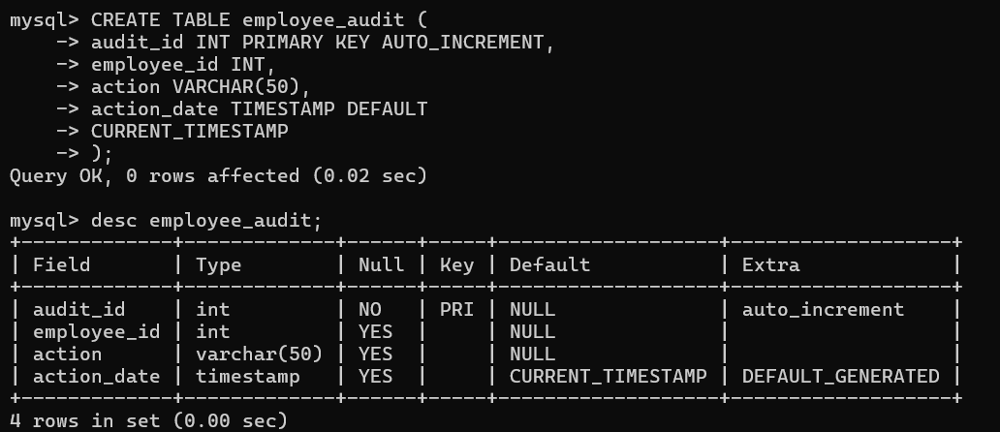 mysql> CREATE TABLE employee_audit (
    -> audit_id INT PRIMARY KEY AUTO_INCREMENT,
    -> employee_id INT,
    -> action VARCHAR(50),
    -> action_date TIMESTAMP DEFAULT
    -> CURRENT_TIMESTAMP
    -> );
Query OK, 0 rows affected (0.02 sec)

mysql> desc employee_audit;
+-------------+-------------+------+-----+-------------------+-------------------+
| Field       | Type        | Null | Key | Default           | Extra             |
+-------------+-------------+------+-----+-------------------+-------------------+
| audit_id    | int         | NO   | PRI | NULL              | auto_increment    |
| employee_id | int         | YES  |     | NULL              |                   |
| action      | varchar(50) | YES  |     | NULL              |                   |
| action_date | timestamp   | YES  |     | CURRENT_TIMESTAMP | DEFAULT_GENERATED |
+-------------+-------------+------+-----+-------------------+-------------------+
4 rows in set (0.00 sec)